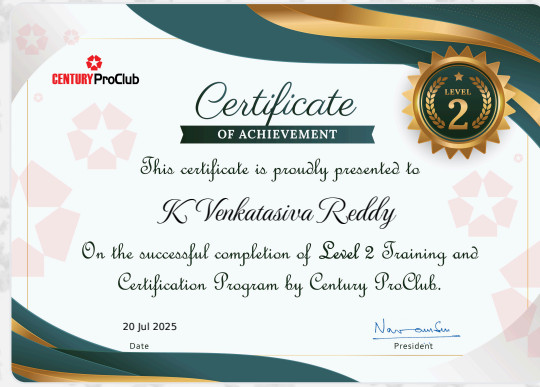 CENTURY ProClub
LEVEL
2
Certificate
OF ACHIEVEMENT
This certificate is proudly presented to
K Venkatasiva Reddy
On the successful completion of Level 2 Training and
Certification Program by Century ProClub.
20 Jul 2025
Date
President